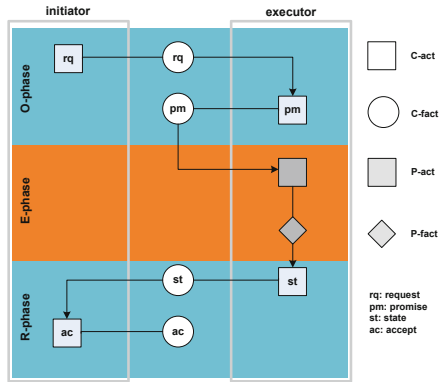 initiator
executor
O-phase
rq
rq
C-act
pm
pm
C-fact
E-phase
P-act
P-fact
R-phase
st
st
ac
ac
rq: request
pm: promise
st: state
ac: accept